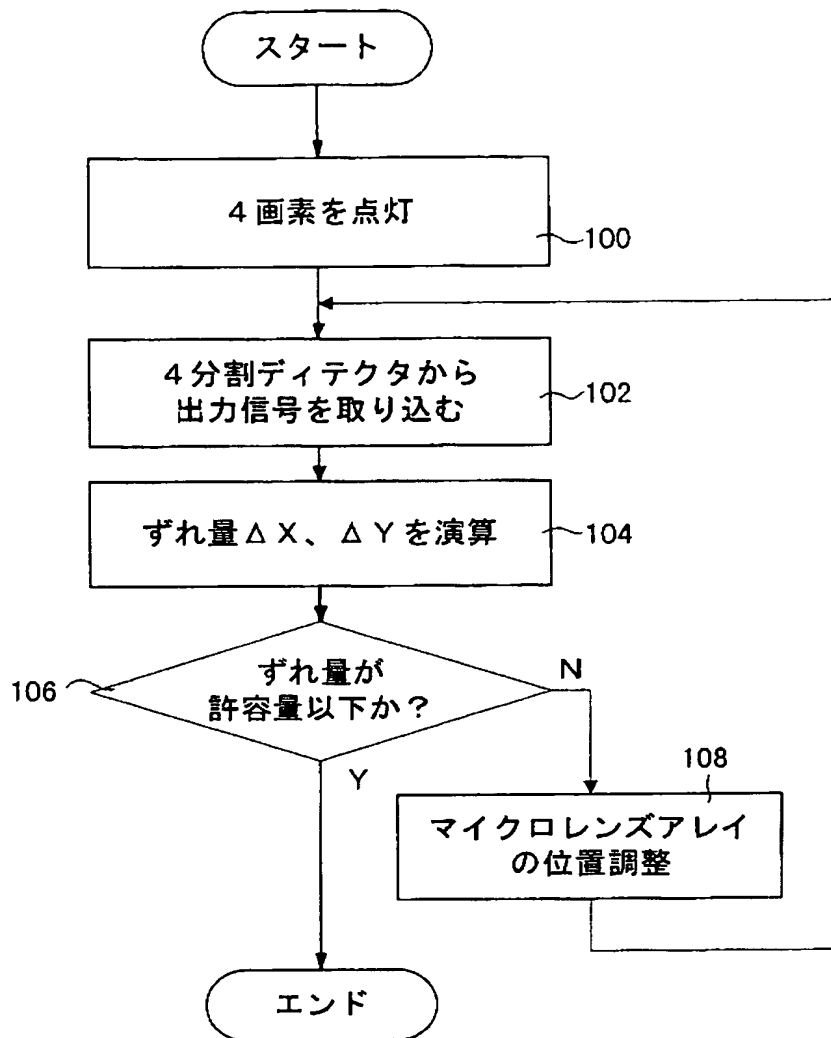 スタート
4画素を点灯
100
4分割ディテクタから
出力信号を取り込む
102
ずれ量ΔX、ΔYを演算
104
106
ずれ量が
許容量以下か?
N
Y
108
マイクロレンズアレイ
の位置調整
エンド